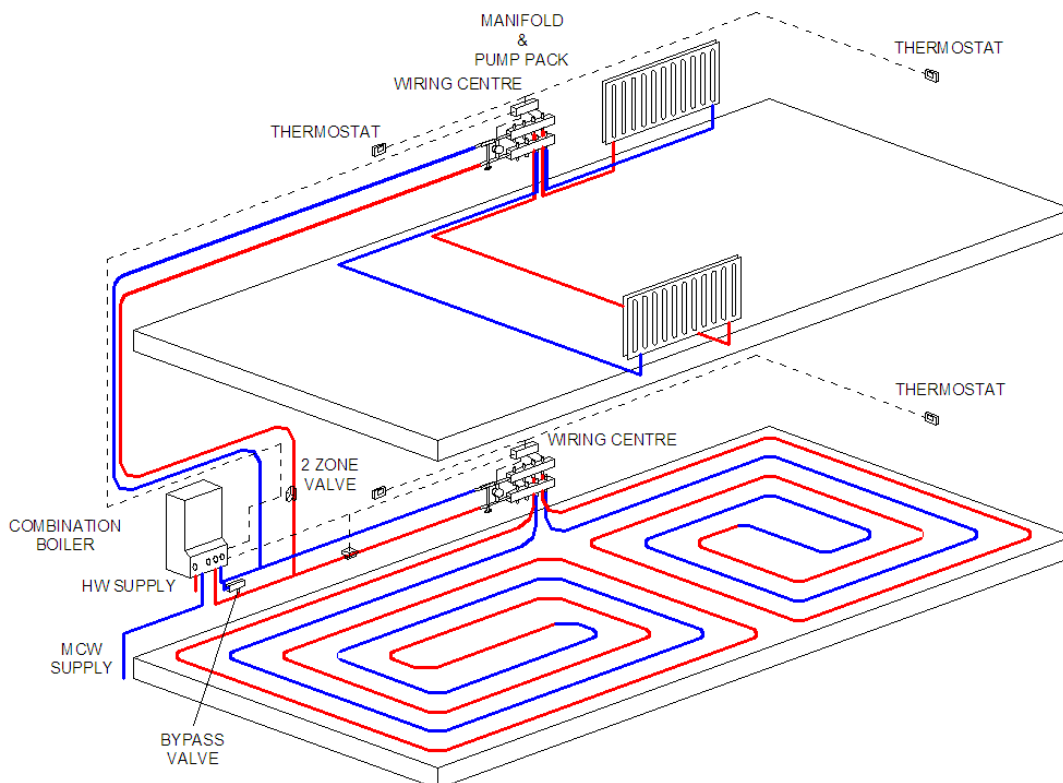 MANIFOLD
&
PUMP PACK
THERMOSTAT
WIRING CENTRE
THERMOSTAT
THERMOSTAT
WIRING CENTRE
2 ZONE
VALVE
COMBINATION
BOILER
HW SUPPLY
MCW
SUPPLY
BYPASS
VALVE